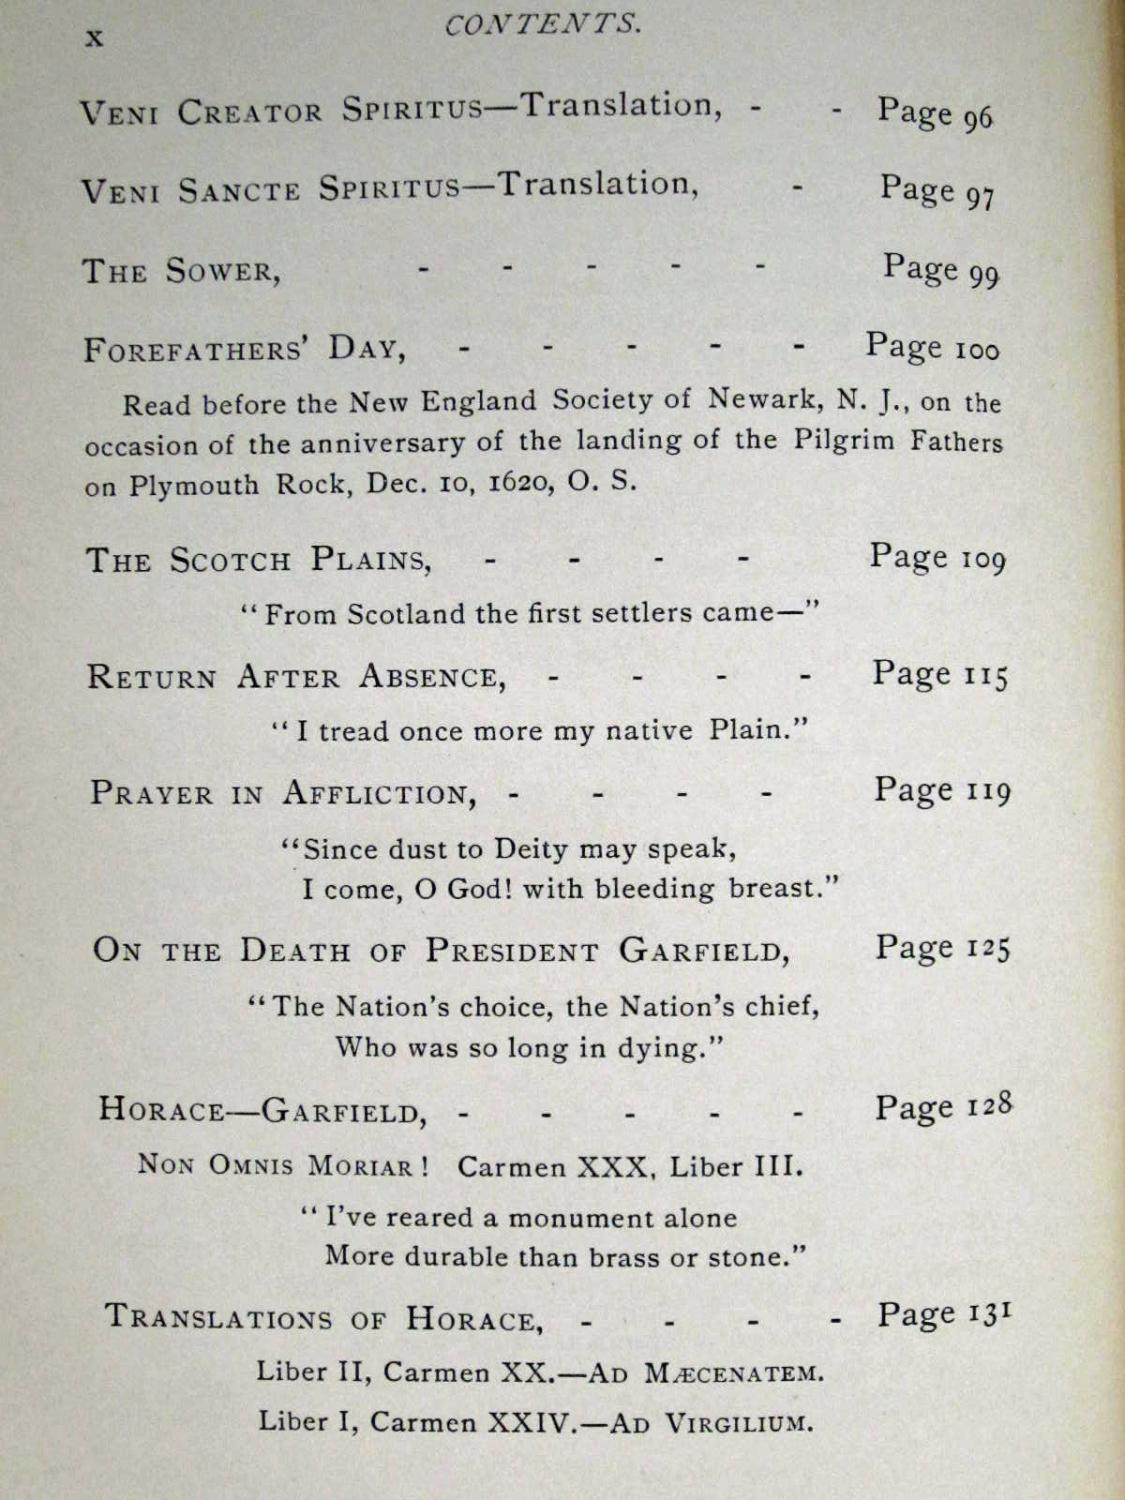 x
CONTENTS.
VENI CREATOR SPIRITUS—Translation, - - Page 96
VENI SANCTE SPIRITUS—Translation, - Page 97
THE SOWER, - - - - - Page 99
FOREFATHERS' DAY, - - - - - Page 100
Read before the New England Society of Newark, N. J., on the
occasion of the anniversary of the landing of the Pilgrim Fathers
on Plymouth Rock, Dec. 10, 1620, O. S.
THE SCOTCH PLAINS, - - - - Page 109
“From Scotland the first settlers came—”
RETURN AFTER ABSENCE, - - - - Page 115
“I tread once more my native Plain.”
PRAYER IN AFFLICTION, - - - - Page 119
“Since dust to Deity may speak,
I come, O God! with bleeding breast.”
ON THE DEATH OF PRESIDENT GARFIELD, Page 125
“The Nation's choice, the Nation's chief,
Who was so long in dying.”
HORACE—GARFIELD, - - - - - Page 128
NON OMNIS MORIAR! Carmen XXX, Liber III.
“I've reared a monument alone
More durable than brass or stone.”
TRANSLATIONS OF HORACE, - - - - Page 131
Liber II, Carmen XX.—AD MÆCENATEM.
Liber I, Carmen XXIV.—AD VIRGILIUM.